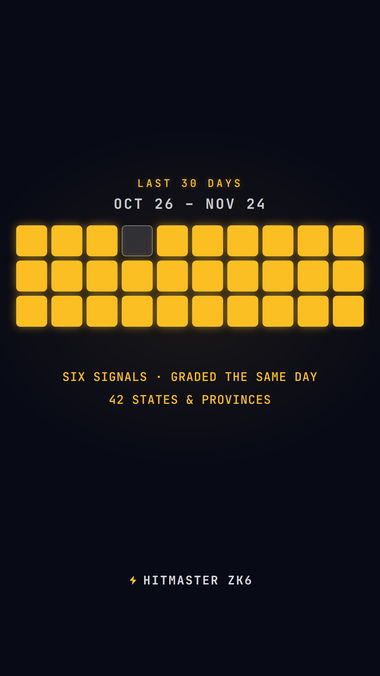 LAST 30 DAYS
OCT 26 – NOV 24
SIX SIGNALS · GRADED THE SAME DAY
42 STATES & PROVINCES
HITMASTER ZK6